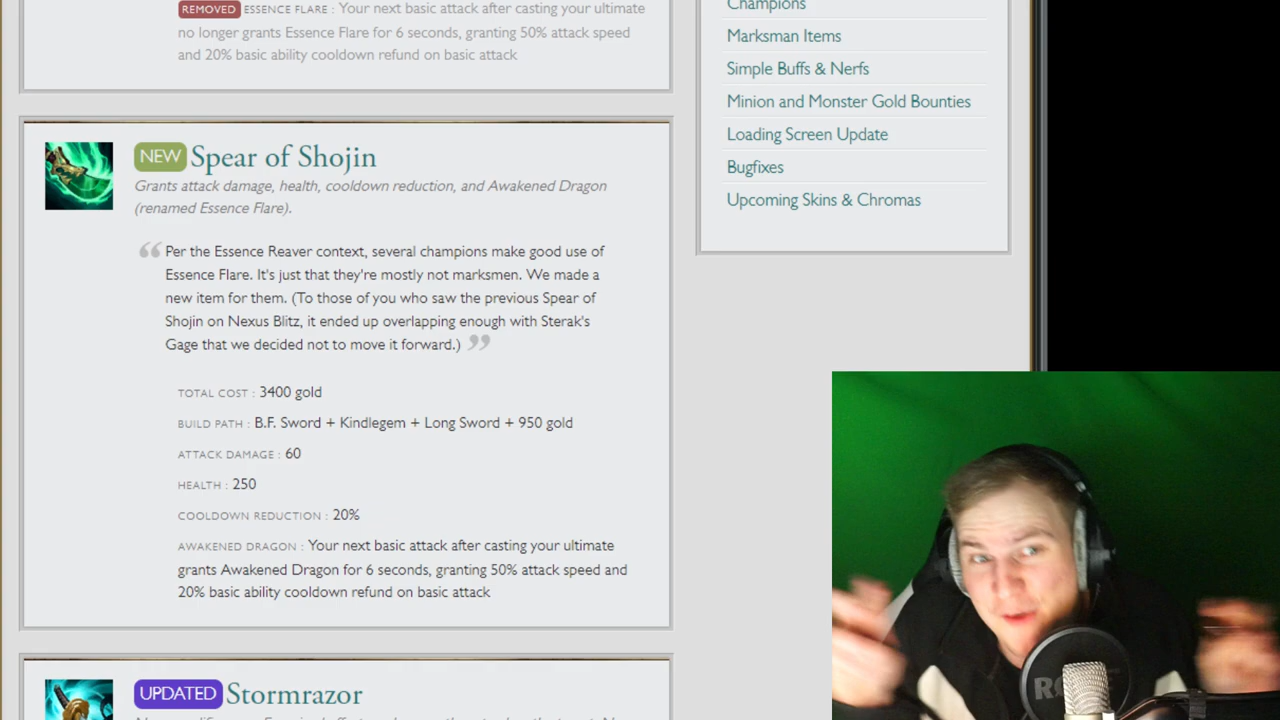 REMOVED ESSENCE FLARE : Your next basic attack after casting your ultimate
no longer grants Essence Flare for 6 seconds, granting 50% attack speed
and 20% basic ability cooldown refund on basic attack
NEW Spear of Shojin
Grants attack damage, health, cooldown reduction, and Awakened Dragon
(renamed Essence Flare).
“ Per the Essence Reaver context, several champions make good use of
Essence Flare. It's just that they're mostly not marksmen. We made a
new item for them. (To those of you who saw the previous Spear of
Shojin on Nexus Blitz, it ended up overlapping enough with Sterak's
Gage that we decided not to move it forward.) ”
TOTAL COST : 3400 gold
BUILD PATH : B.F. Sword + Kindlegem + Long Sword + 950 gold
ATTACK DAMAGE : 60
HEALTH : 250
COOLDOWN REDUCTION : 20%
AWAKENED DRAGON : Your next basic attack after casting your ultimate
grants Awakened Dragon for 6 seconds, granting 50% attack speed and
20% basic ability cooldown refund on basic attack
UPDATED Stormrazor
Champions
Marksman Items
Simple Buffs & Nerfs
Minion and Monster Gold Bounties
Loading Screen Update
Bugfixes
Upcoming Skins & Chromas